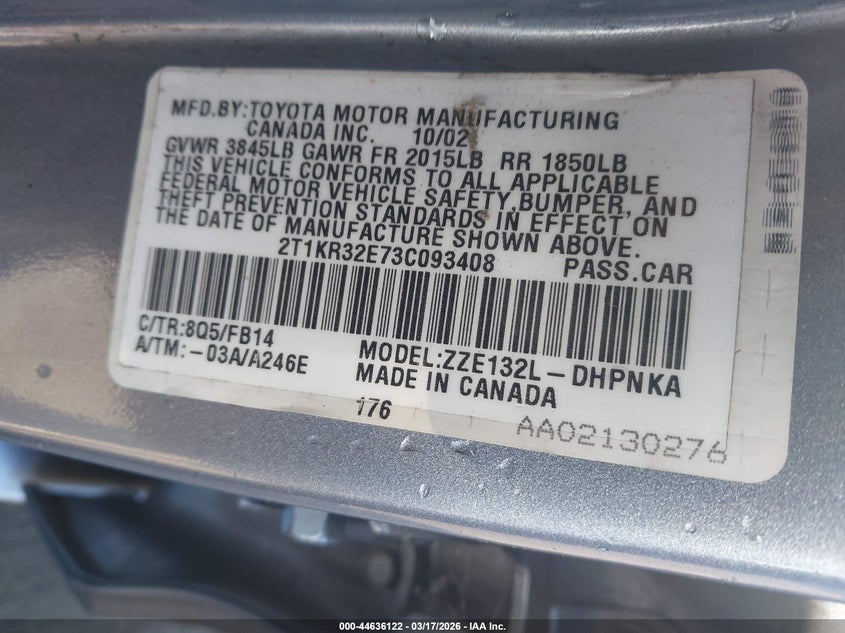 MFD.BY:TOYOTA MOTOR MANUFACTURING
CANADA INC. 10/02
GVWR 3845LB GAWR FR 2015LB RR 1850LB
THIS VEHICLE CONFORMS TO ALL APPLICABLE
FEDERAL MOTOR VEHICLE SAFETY,BUMPER, AND
THEFT PREVENTION STANDARDS IN EFFECT ON
THE DATE OF MANUFACTURE SHOWN ABOVE.
2T1KR32E73C093408 PASS.CAR
C/TR:8Q5/FB14
A/TM:-03A/A246E
MODEL:ZZE132L-DHPNKA
MADE IN CANADA
176
AA02130276
000-44636122 — 03/17/2026 — IAA Inc.